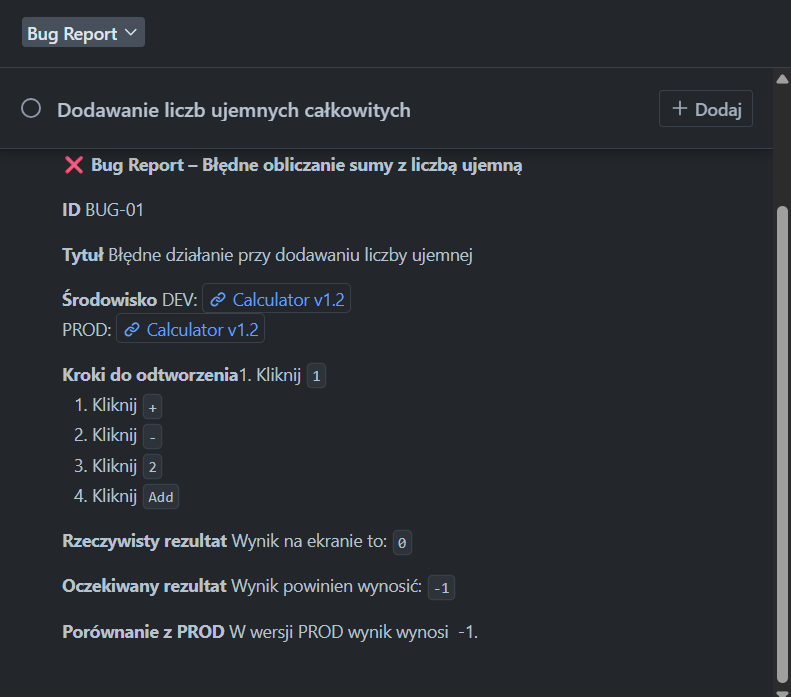 Bug Report
Dodawanie liczb ujemnych całkowitych
+ Dodaj
❌ Bug Report – Błędne obliczanie sumy z liczbą ujemną
ID BUG-01
Tytuł Błędne działanie przy dodawaniu liczby ujemnej
Środowisko DEV: Calculator v1.2
PROD: Calculator v1.2
Kroki do odtworzenia1. Kliknij 1
1. Kliknij +
2. Kliknij -
3. Kliknij 2
4. Kliknij Add
Rzeczywisty rezultat Wynik na ekranie to: 0
Oczekiwany rezultat Wynik powinien wynosić: -1
Porównanie z PROD W wersji PROD wynik wynosi -1.